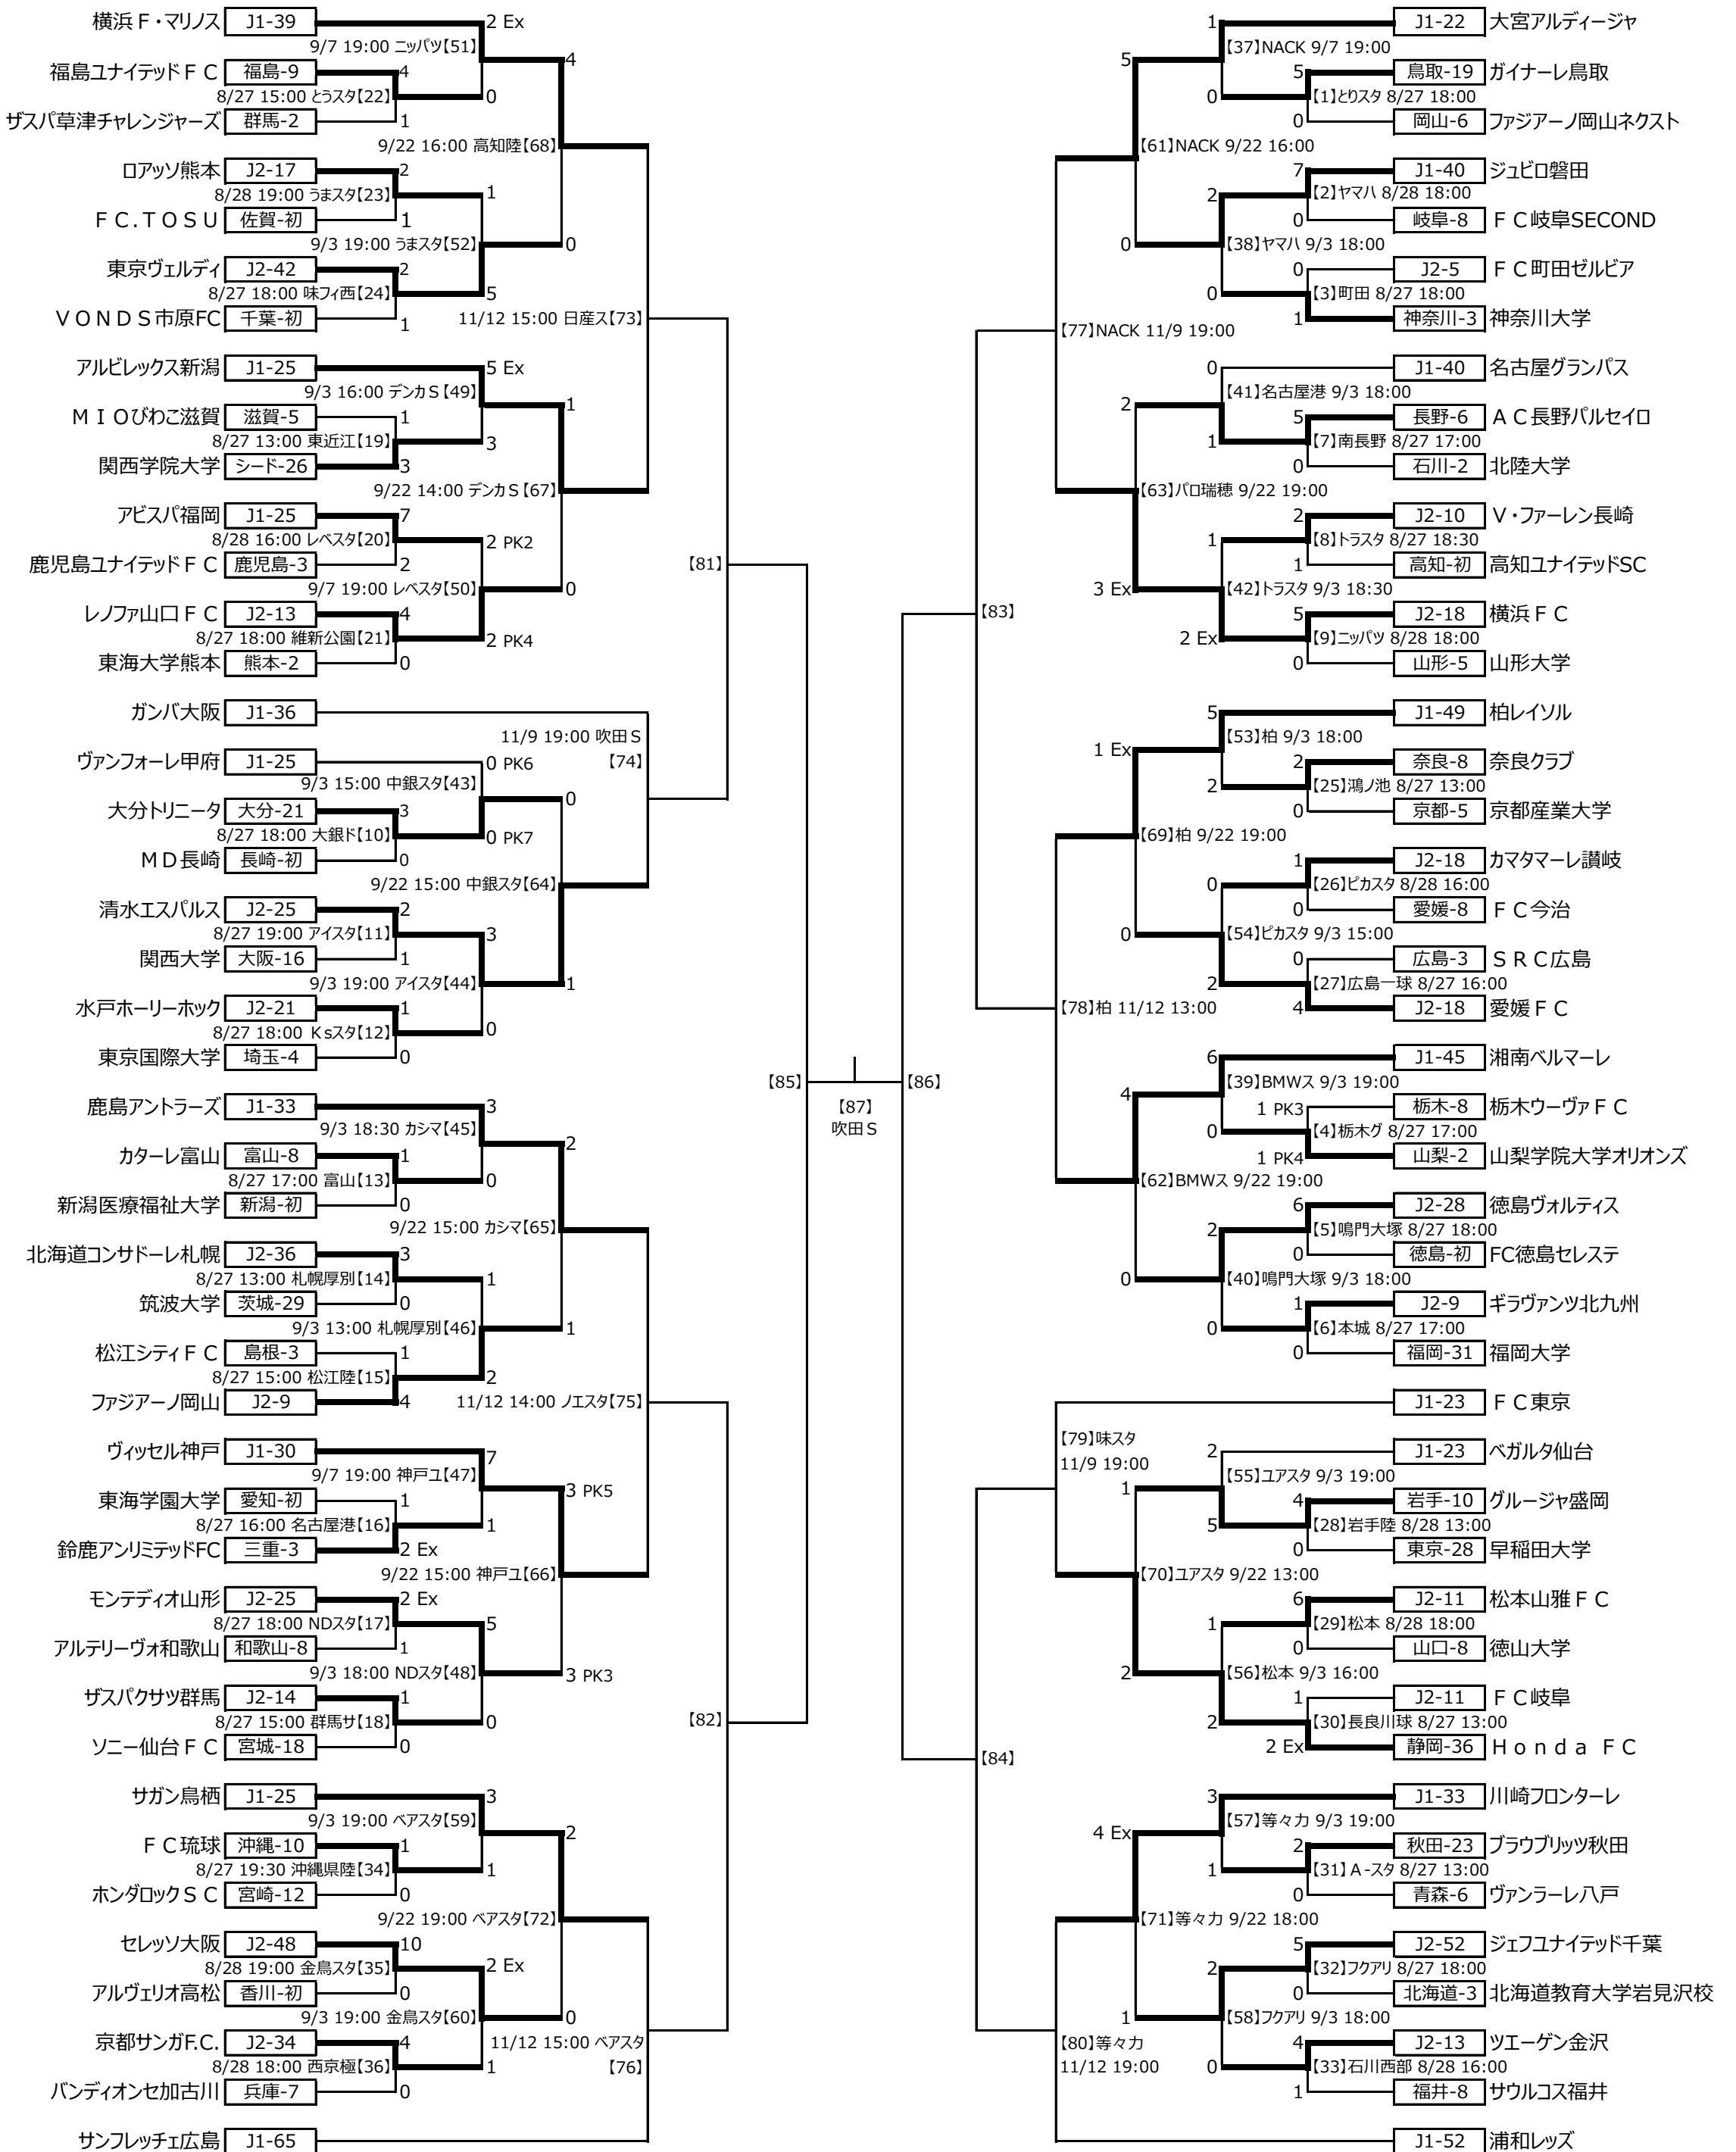 横浜Ｆ・マリノス J1-39 2 Ex
9/7 19:00 ニッパツ【51】 4
福島ユナイテッドＦＣ 福島-9 4
8/27 15:00 とうスタ【22】 0
ザスパ草津チャレンジャーズ 群馬-2 1
9/22 16:00 高知陸【68】
ロアッソ熊本 J2-17 2
8/28 19:00 うまスタ【23】 1
ＦＣ.ＴＯＳＵ 佐賀-初 1
9/3 19:00 うまスタ【52】 0
東京ヴェルディ J2-42 2
8/27 18:00 味フィ西【24】 5
ＶＯＮＤＳ市原FC 千葉-初 1
11/12 15:00 日産ス【73】
アルビレックス新潟 J1-25 5 Ex
9/3 16:00 デンカＳ【49】 1
ＭＩＯびわこ滋賀 滋賀-5 1
8/27 13:00 東近江【19】 3
関西学院大学 シード-26 3
9/22 14:00 デンカＳ【67】
アビスパ福岡 J1-25 7
8/28 16:00 レベスタ【20】 2 PK2
鹿児島ユナイテッドＦＣ 鹿児島-3 2
【81】
9/7 19:00 レベスタ【50】 0
レノファ山口ＦＣ J2-13 4
8/27 18:00 維新公園【21】 2 PK4
東海大学熊本 熊本-2 0
ガンバ大阪 J1-36
11/9 19:00 吹田Ｓ
【74】
ヴァンフォーレ甲府 J1-25 0 PK6
9/3 15:00 中銀スタ【43】 0
大分トリニータ 大分-21 3
8/27 18:00 大銀ド【10】 0 PK7
ＭＤ長崎 長崎-初 0
9/22 15:00 中銀スタ【64】
清水エスパルス J2-25 2
8/27 19:00 アイスタ【11】 3
関西大学 大阪-16 1
9/3 19:00 アイスタ【44】 1
水戸ホーリーホック J2-21 1
8/27 18:00 Ｋsスタ【12】 0
東京国際大学 埼玉-4 0
【85】
鹿島アントラーズ J1-33 3
9/3 18:30 カシマ【45】 2
カターレ富山 富山-8 1
8/27 17:00 富山【13】 0
新潟医療福祉大学 新潟-初 0
9/22 15:00 カシマ【65】
北海道コンサドーレ札幌 J2-36 3
8/27 13:00 札幌厚別【14】 1
筑波大学 茨城-29 0
9/3 13:00 札幌厚別【46】 1
松江シティＦＣ 島根-3 1
8/27 15:00 松江陸【15】 2
ファジアーノ岡山 J2-9 4
11/12 14:00 ノエスタ【75】
ヴィッセル神戸 J1-30 7
9/7 19:00 神戸ユ【47】 3 PK5
東海学園大学 愛知-初 1
8/27 16:00 名古屋港【16】 1
鈴鹿アンリミテッドFC 三重-3 2 Ex
9/22 15:00 神戸ユ【66】
モンテディオ山形 J2-25 2 Ex
8/27 18:00 NDスタ【17】 5
アルテリーヴォ和歌山 和歌山-8 1
9/3 18:00 NDスタ【48】 3 PK3
ザスパクサツ群馬 J2-14 1
8/27 15:00 群馬サ【18】 0
【82】
ソニー仙台ＦＣ 宮城-18 0
サガン鳥栖 J1-25 3
9/3 19:00 ベアスタ【59】 2
ＦＣ琉球 沖縄-10 1
8/27 19:30 沖縄県陸【34】 1
ホンダロックＳＣ 宮崎-12 0
9/22 19:00 ベアスタ【72】
セレッソ大阪 J2-48 10
8/28 19:00 金鳥スタ【35】 2 Ex
アルヴェリオ高松 香川-初 0
9/3 19:00 金鳥スタ【60】 0
京都サンガF.C. J2-34 4
11/12 15:00 ベアスタ
【76】
8/28 18:00 西京極【36】 1
バンディオンセ加古川 兵庫-7 0
サンフレッチェ広島 J1-65
【87】
吹田Ｓ
1 J1-22 大宮アルディージャ
5 【37】NACK 9/7 19:00
5 鳥取-19 ガイナーレ鳥取
0 【1】とりスタ 8/27 18:00
0 岡山-6 ファジアーノ岡山ネクスト
【61】NACK 9/22 16:00
7 J1-40 ジュビロ磐田
2 【2】ヤマハ 8/28 18:00
0 岐阜-8 ＦＣ岐阜SECOND
0 【38】ヤマハ 9/3 18:00
0 J2-5 ＦＣ町田ゼルビア
0 【3】町田 8/27 18:00
1 神奈川-3 神奈川大学
【77】NACK 11/9 19:00
0 J1-40 名古屋グランパス
2 【41】名古屋港 9/3 18:00
5 長野-6 ＡＣ長野パルセイロ
1 【7】南長野 8/27 17:00
0 石川-2 北陸大学
【63】パロ瑞穂 9/22 19:00
2 J2-10 Ｖ・ファーレン長崎
1 【8】トラスタ 8/27 18:30
1 高知-初 高知ユナイテッドSC
3 Ex 【42】トラスタ 9/3 18:30
【83】
5 J2-18 横浜ＦＣ
2 Ex 【9】ニッパツ 8/28 18:00
0 山形-5 山形大学
5 J1-49 柏レイソル
1 Ex 【53】柏 9/3 18:00
2 奈良-8 奈良クラブ
2 【25】鴻ノ池 8/27 13:00
0 京都-5 京都産業大学
【69】柏 9/22 19:00
1 J2-18 カマタマーレ讃岐
0 【26】ピカスタ 8/28 16:00
0 愛媛-8 ＦＣ今治
0 【54】ピカスタ 9/3 15:00
0 広島-3 ＳＲＣ広島
2 【27】広島一球 8/27 16:00
4 J2-18 愛媛ＦＣ
【78】柏 11/12 13:00
【86】
6 J1-45 湘南ベルマーレ
4 【39】BMWス 9/3 19:00
1 PK3 栃木-8 栃木ウーヴァＦＣ
0 【4】栃木グ 8/27 17:00
1 PK4 山梨-2 山梨学院大学オリオンズ
【62】BMWス 9/22 19:00
6 J2-28 徳島ヴォルティス
2 【5】鳴門大塚 8/27 18:00
0 徳島-初 FC徳島セレステ
0 【40】鳴門大塚 9/3 18:00
1 J2-9 ギラヴァンツ北九州
0 【6】本城 8/27 17:00
0 福岡-31 福岡大学
J1-23 ＦＣ東京
【79】味スタ
11/9 19:00
2 J1-23 ベガルタ仙台
1 【55】ユアスタ 9/3 19:00
4 岩手-10 グルージャ盛岡
5 【28】岩手陸 8/28 13:00
0 東京-28 早稲田大学
【70】ユアスタ 9/22 13:00
6 J2-11 松本山雅ＦＣ
1 【29】松本 8/28 18:00
0 山口-8 徳山大学
2 【56】松本 9/3 16:00
1 J2-11 ＦＣ岐阜
2 【30】長良川球 8/27 13:00
2 Ex 静岡-36 Ｈｏｎｄａ ＦＣ
【84】
3 J1-33 川崎フロンターレ
4 Ex 【57】等々力 9/3 19:00
2 秋田-23 ブラウブリッツ秋田
1 【31】Ａ-スタ 8/27 13:00
0 青森-6 ヴァンラーレ八戸
【71】等々力 9/22 18:00
5 J2-52 ジェフユナイテッド千葉
2 【32】フクアリ 8/27 18:00
0 北海道-3 北海道教育大学岩見沢校
1 【58】フクアリ 9/3 18:00
4 J2-13 ツエーゲン金沢
【80】等々力
11/12 19:00
0 【33】石川西部 8/28 16:00
1 福井-8 サウルコス福井
J1-52 浦和レッズ